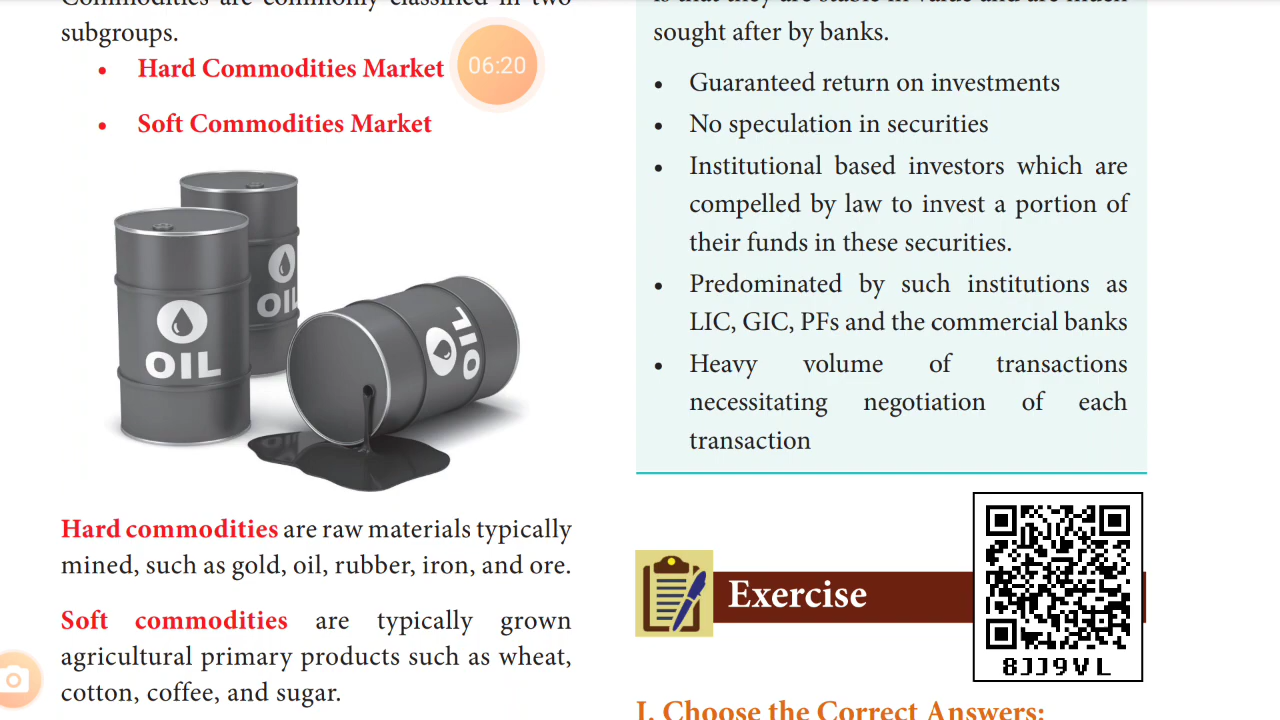 subgroups.
• Hard Commodities Market
• Soft Commodities Market
06:20
OIL
OIL
OIL
Hard commodities are raw materials typically
mined, such as gold, oil, rubber, iron, and ore.
Soft commodities are typically grown
agricultural primary products such as wheat,
cotton, coffee, and sugar.
sought after by banks.
• Guaranteed return on investments
• No speculation in securities
• Institutional based investors which are
compelled by law to invest a portion of
their funds in these securities.
• Predominated by such institutions as
LIC, GIC, PFs and the commercial banks
• Heavy volume of transactions
necessitating negotiation of each
transaction
Exercise
8JJ9VL
I. Choose the Correct Answers: